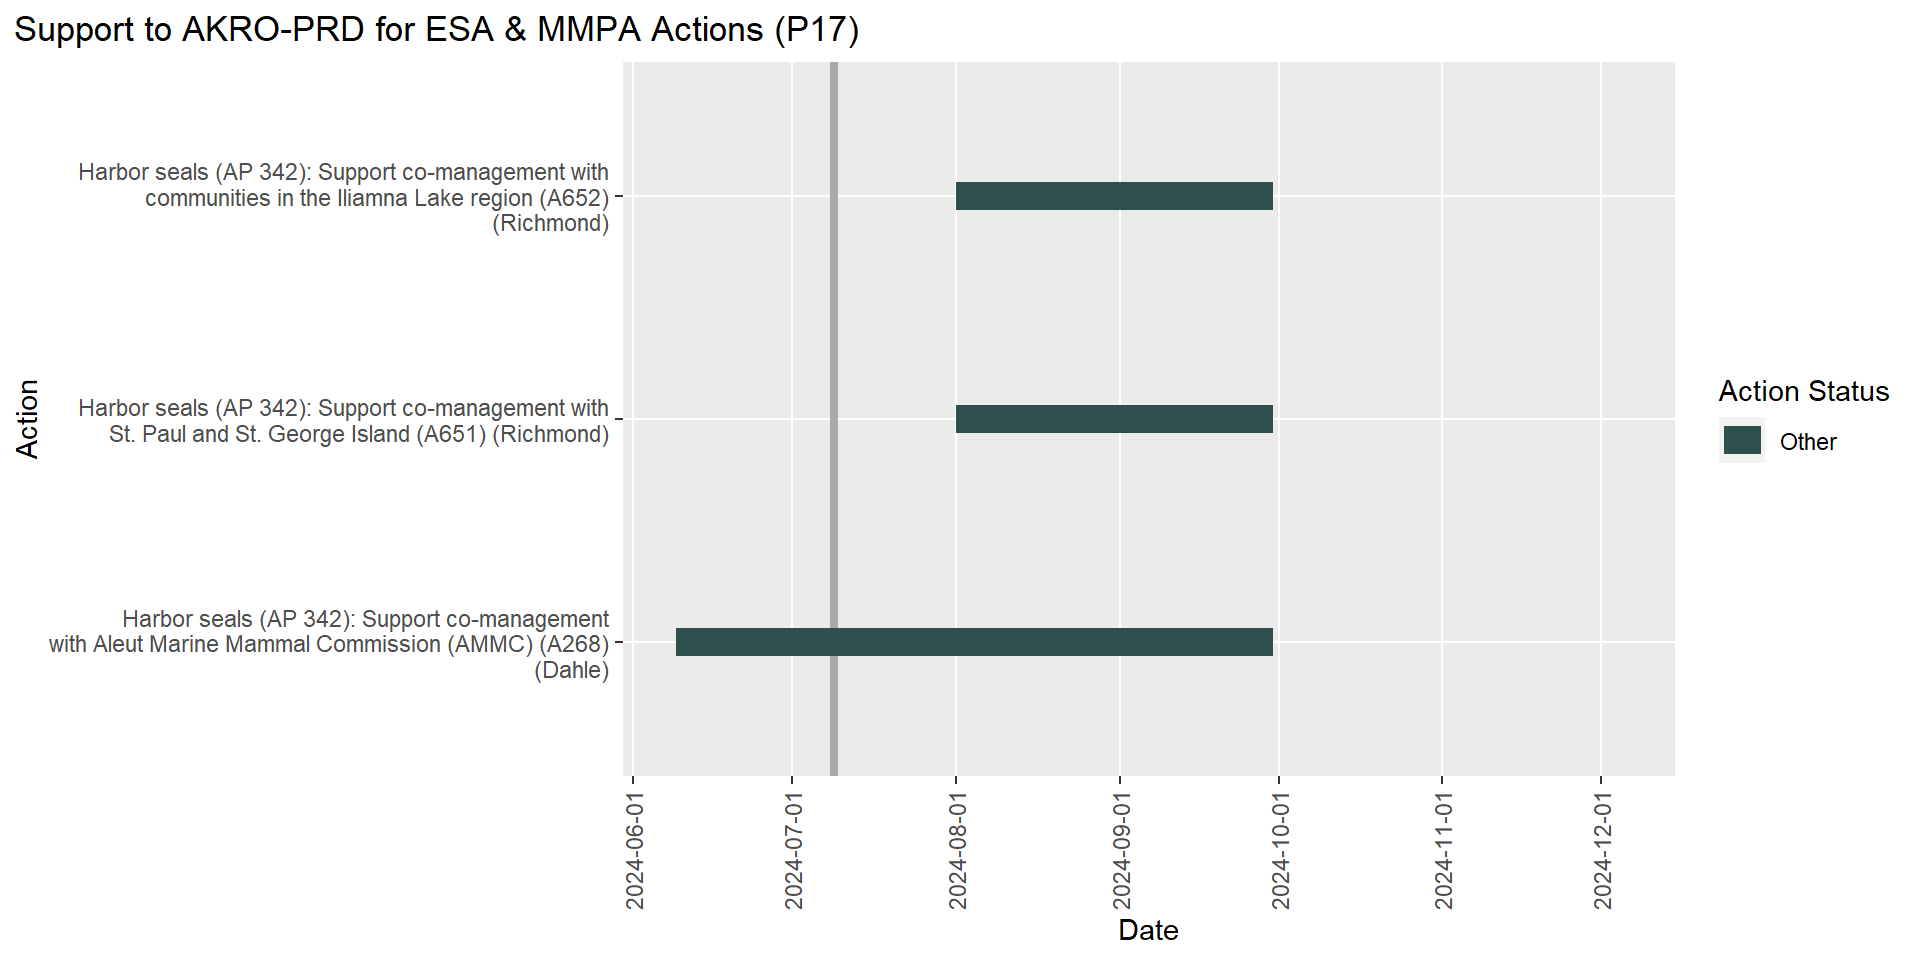 Support to AKRO-PRD for ESA & MMPA Actions (P17)
Action
Harbor seals (AP 342): Support co-management with
communities in the Iliamna Lake region (A652)
(Richmond)
Harbor seals (AP 342): Support co-management with
St. Paul and St. George Island (A651) (Richmond)
Harbor seals (AP 342): Support co-management
with Aleut Marine Mammal Commission (AMMC) (A268)
(Dahle)
2024-06-01
2024-07-01
2024-08-01
2024-09-01
2024-10-01
2024-11-01
2024-12-01
Date
Action Status
Other